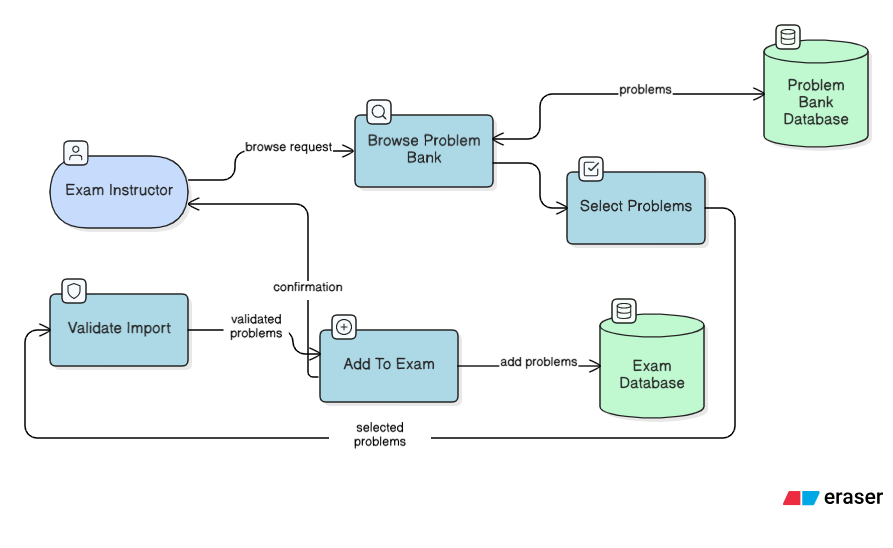 problems
Problem
Bank
Database
browse request
Browse Problem
Bank
Exam Instructor
Select Problems
confirmation
Validate Import
validated
problems
Add To Exam
add problems
Exam
Database
selected
problems
eraser